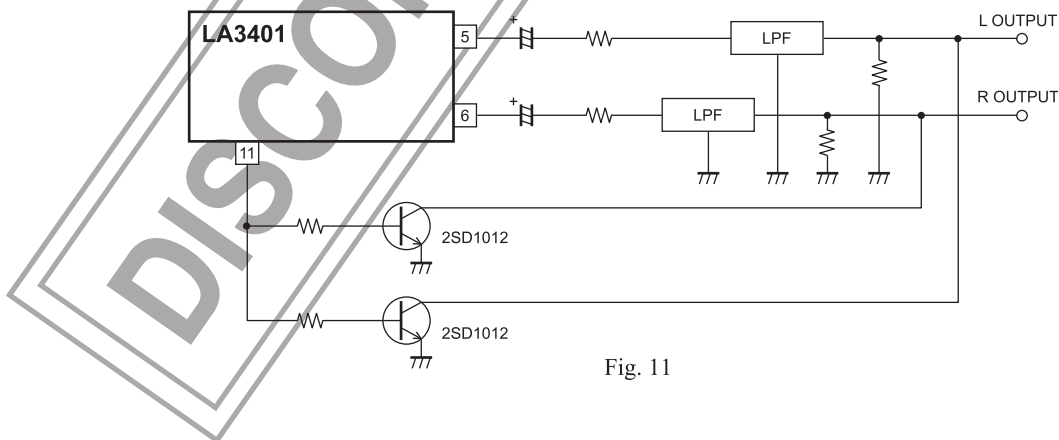 LA3401
5
+
LPF
L OUTPUT
6
+
LPF
R OUTPUT
11
2SD1012
2SD1012
Fig. 11
DISCO